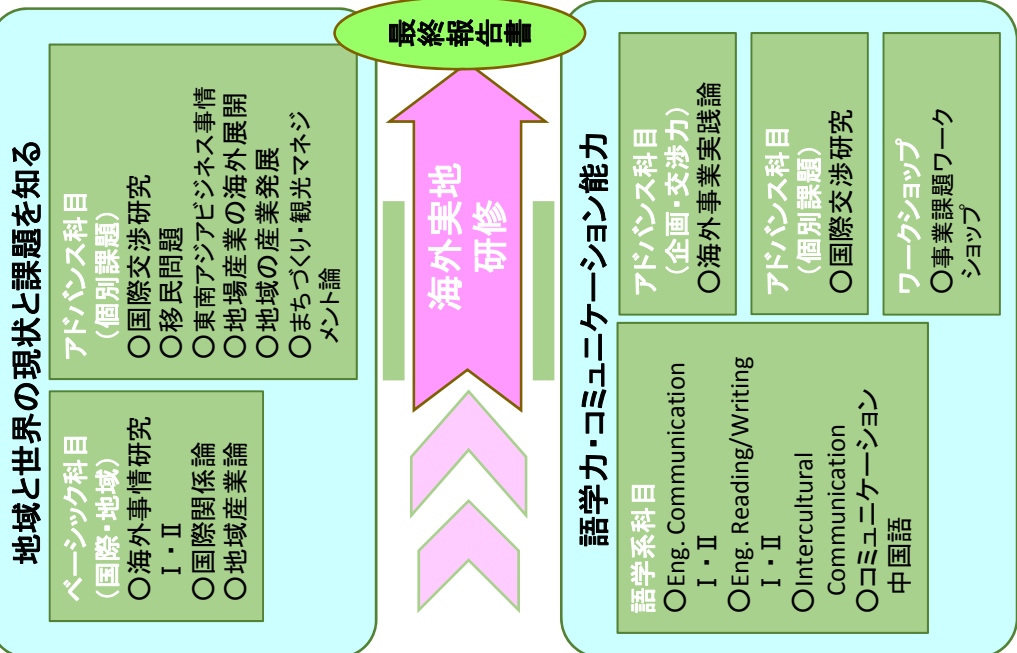 地域と世界の現状と課題を知る
ベーシック科目
（国際・地域）
○海外事情研究
Ⅰ・Ⅱ
○国際関係論
○地域産業論
アドバンス科目
（個別課題）
○国際交渉研究
○移民問題
○東南アジアビジネス事情
○地場産業の海外展開
○地域の産業発展
○まちづくり・観光マネジ
メント論
海外実地
研修
最終報告書
語学力・コミュニケーション能力
語学系科目
○Eng. Communication
Ⅰ・Ⅱ
○Eng. Reading/Writing
Ⅰ・Ⅱ
○Intercultural
Communication
○コミュニケーション
中国語
アドバンス科目
（企画・交渉力）
○海外事業実践論
アドバンス科目
（個別課題）
○国際交渉研究
ワークショップ
○事業課題ワーク
ショップ